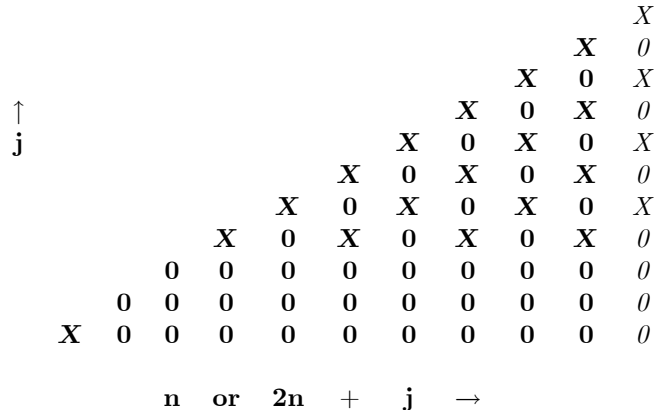 X
X 0
X 0 X
↑ X 0 X 0
j X 0 X 0 X
X 0 X 0 X 0
X 0 X 0 X 0 X
X 0 X 0 X 0 X 0
0 0 0 0 0 0 0 0 0
0 0 0 0 0 0 0 0 0 0
X 0 0 0 0 0 0 0 0 0 0
n or 2n + j →